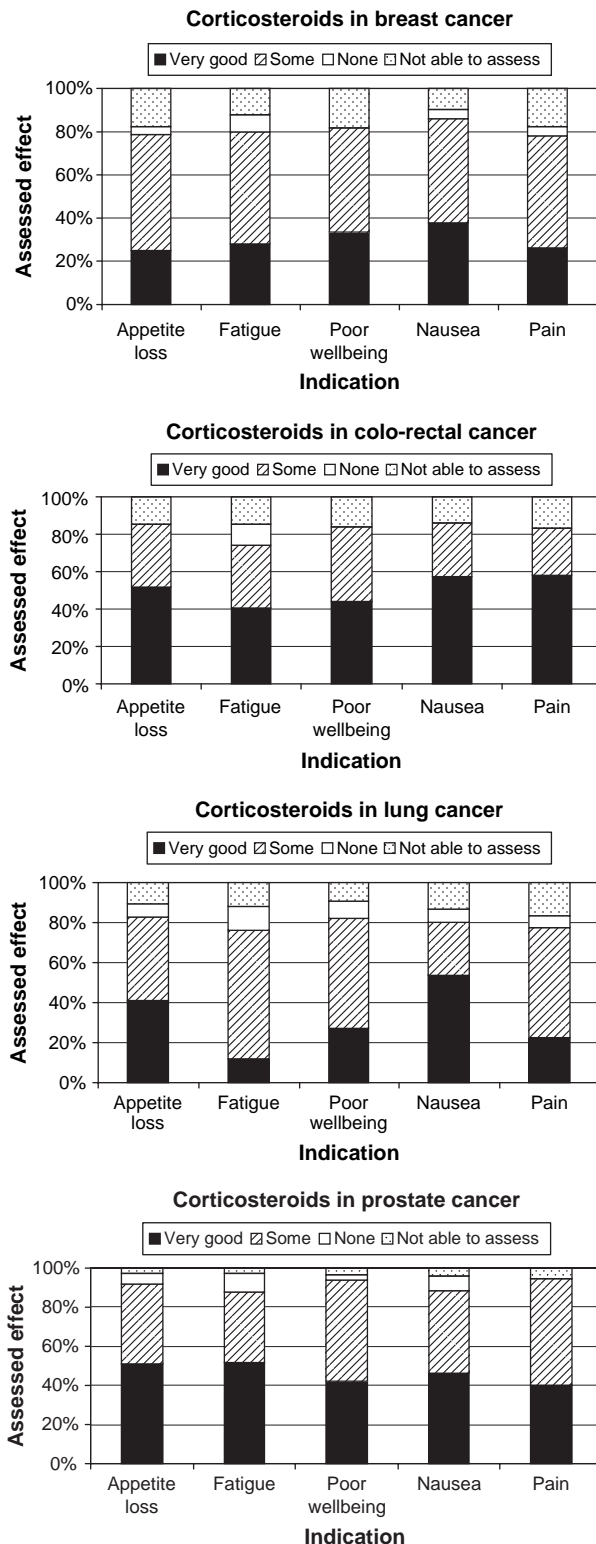 Corticosteroids in breast cancer
Very good Some None Not able to assess
100%
80%
60%
40%
20%
0%
Assessed effect
Appetite loss
Fatigue
Poor wellbeing
Nausea
Pain
Indication
Corticosteroids in colo-rectal cancer
Very good Some None Not able to assess
100%
80%
60%
40%
20%
0%
Assessed effect
Appetite loss
Fatigue
Poor wellbeing
Nausea
Pain
Indication
Corticosteroids in lung cancer
Very good Some None Not able to assess
100%
80%
60%
40%
20%
0%
Assessed effect
Appetite loss
Fatigue
Poor wellbeing
Nausea
Pain
Indication
Corticosteroids in prostate cancer
Very good Some None Not able to assess
100%
80%
60%
40%
20%
0%
Assessed effect
Appetite loss
Fatigue
Poor wellbeing
Nausea
Pain
Indication